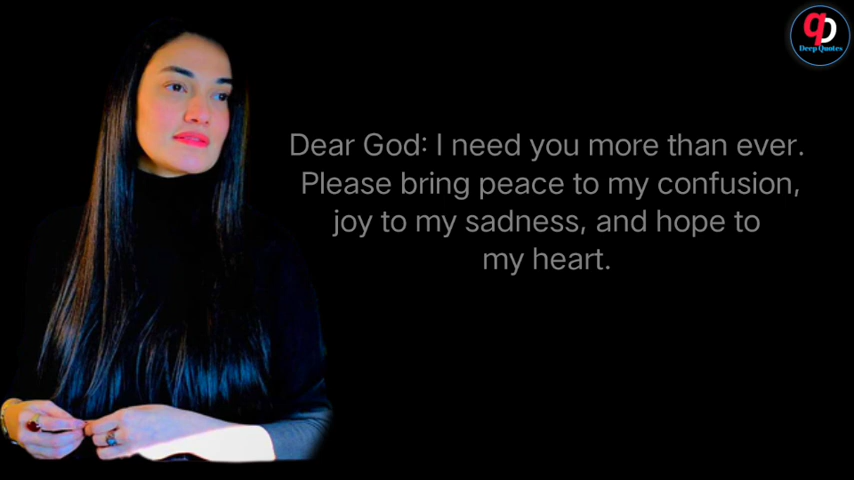 Deep Quotes
Dear God: I need you more than ever.
Please bring peace to my confusion,
joy to my sadness, and hope to
my heart.